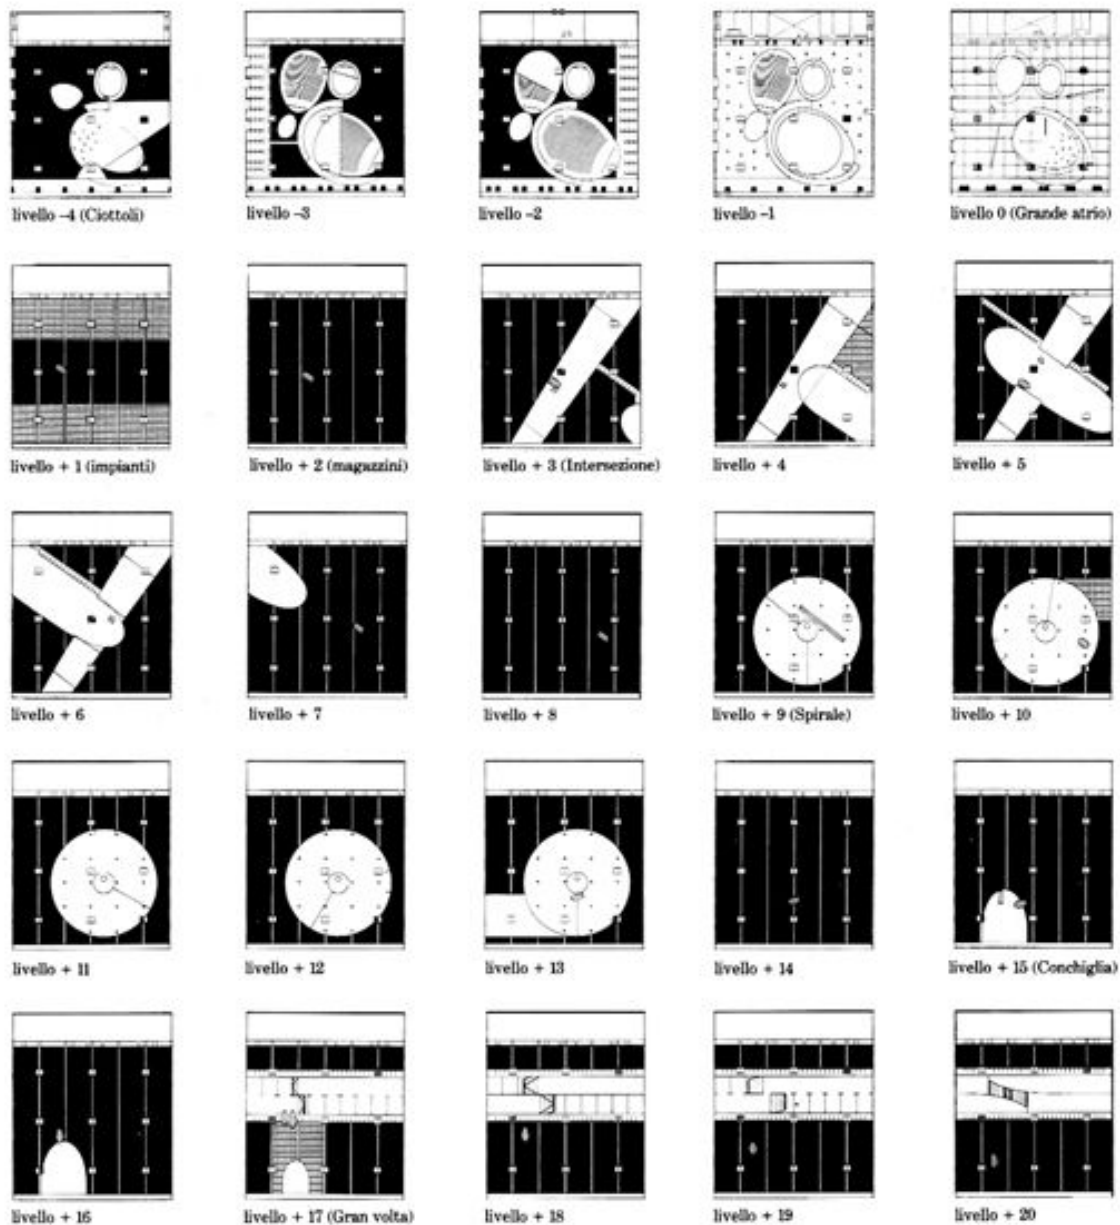 livello –4 (Ciottoli)
livello –3
livello –2
livello –1
livello 0 (Grande atrio)
livello + 1 (impianti)
livello + 2 (magazzini)
livello + 3 (Intersezione)
livello + 4
livello + 5
livello + 6
livello + 7
livello + 8
livello + 9 (Spirale)
livello + 10
livello + 11
livello + 12
livello + 13
livello + 14
livello + 15 (Conchiglia)
livello + 16
livello + 17 (Gran volta)
livello + 18
livello + 19
livello + 20